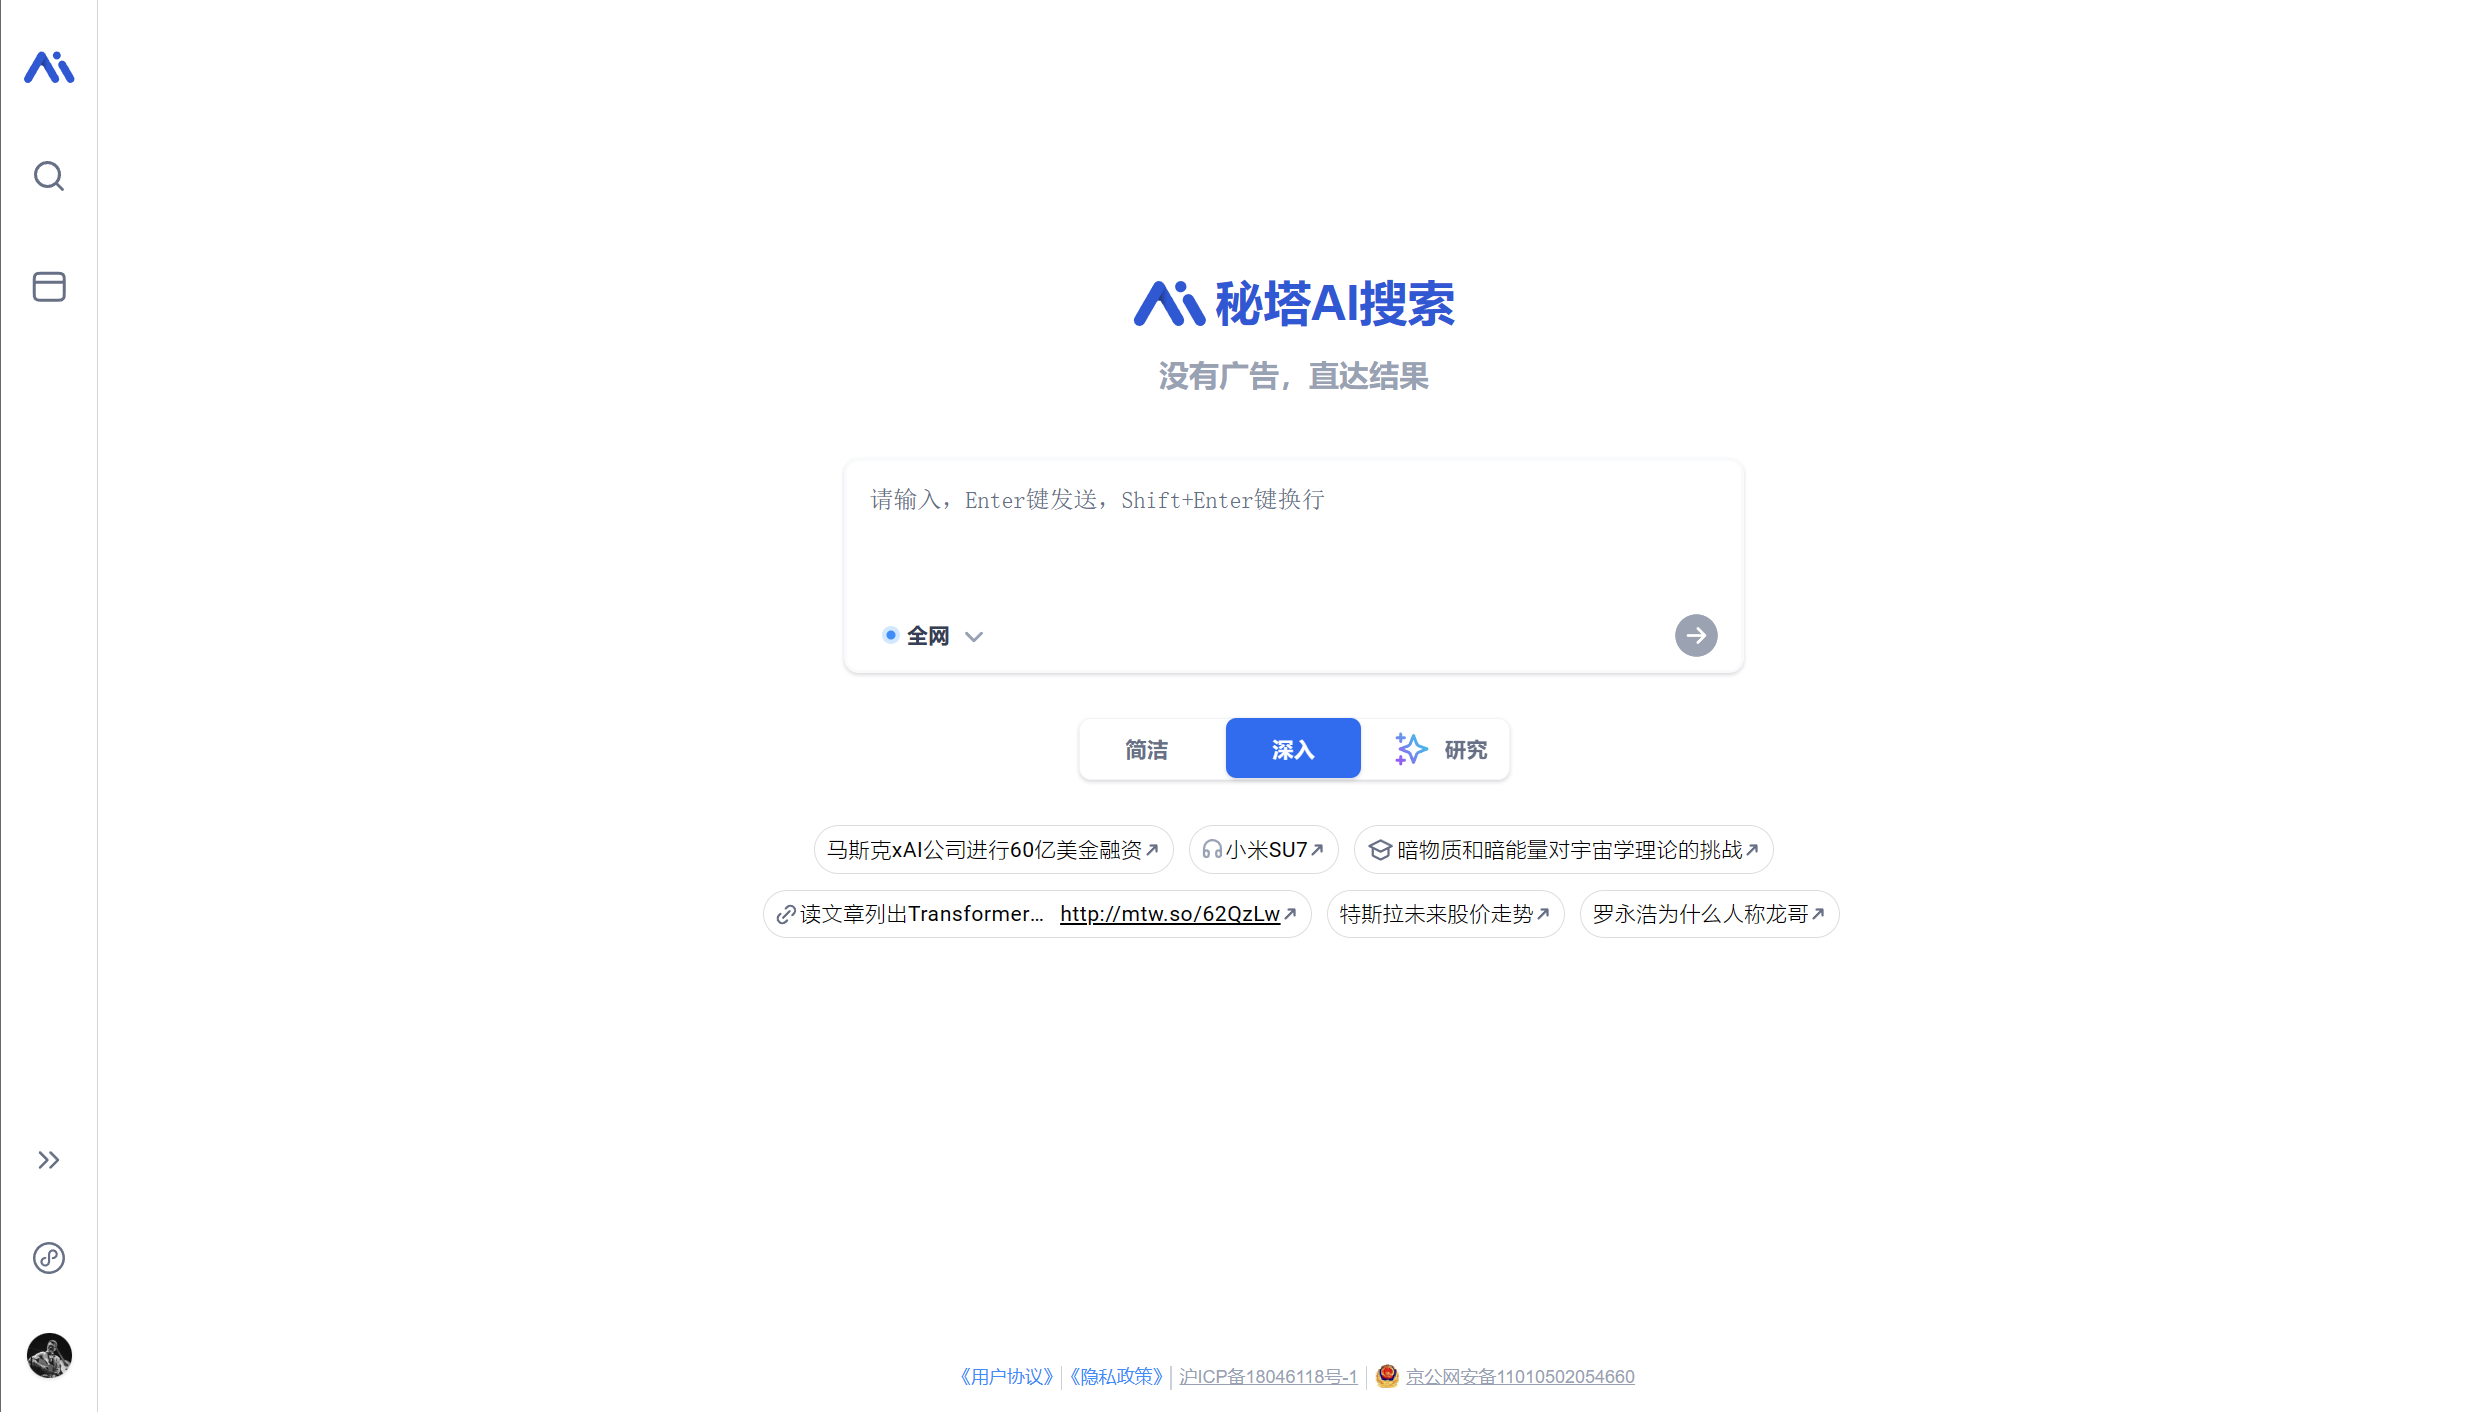 秘塔AI搜索
没有广告，直达结果
请输入，Enter键发送，Shift+Enter键换行
全网
简洁 深入 研究
马斯克xAI公司进行60亿美金融资 小米SU7 暗物质和暗能量对宇宙学理论的挑战
读文章列出Transformer... http://mtw.so/62QzLw 特斯拉未来股价走势 罗永浩为什么人称龙哥
《用户协议》 《隐私政策》 沪ICP备18046118号-1 京公网安备11010502054660